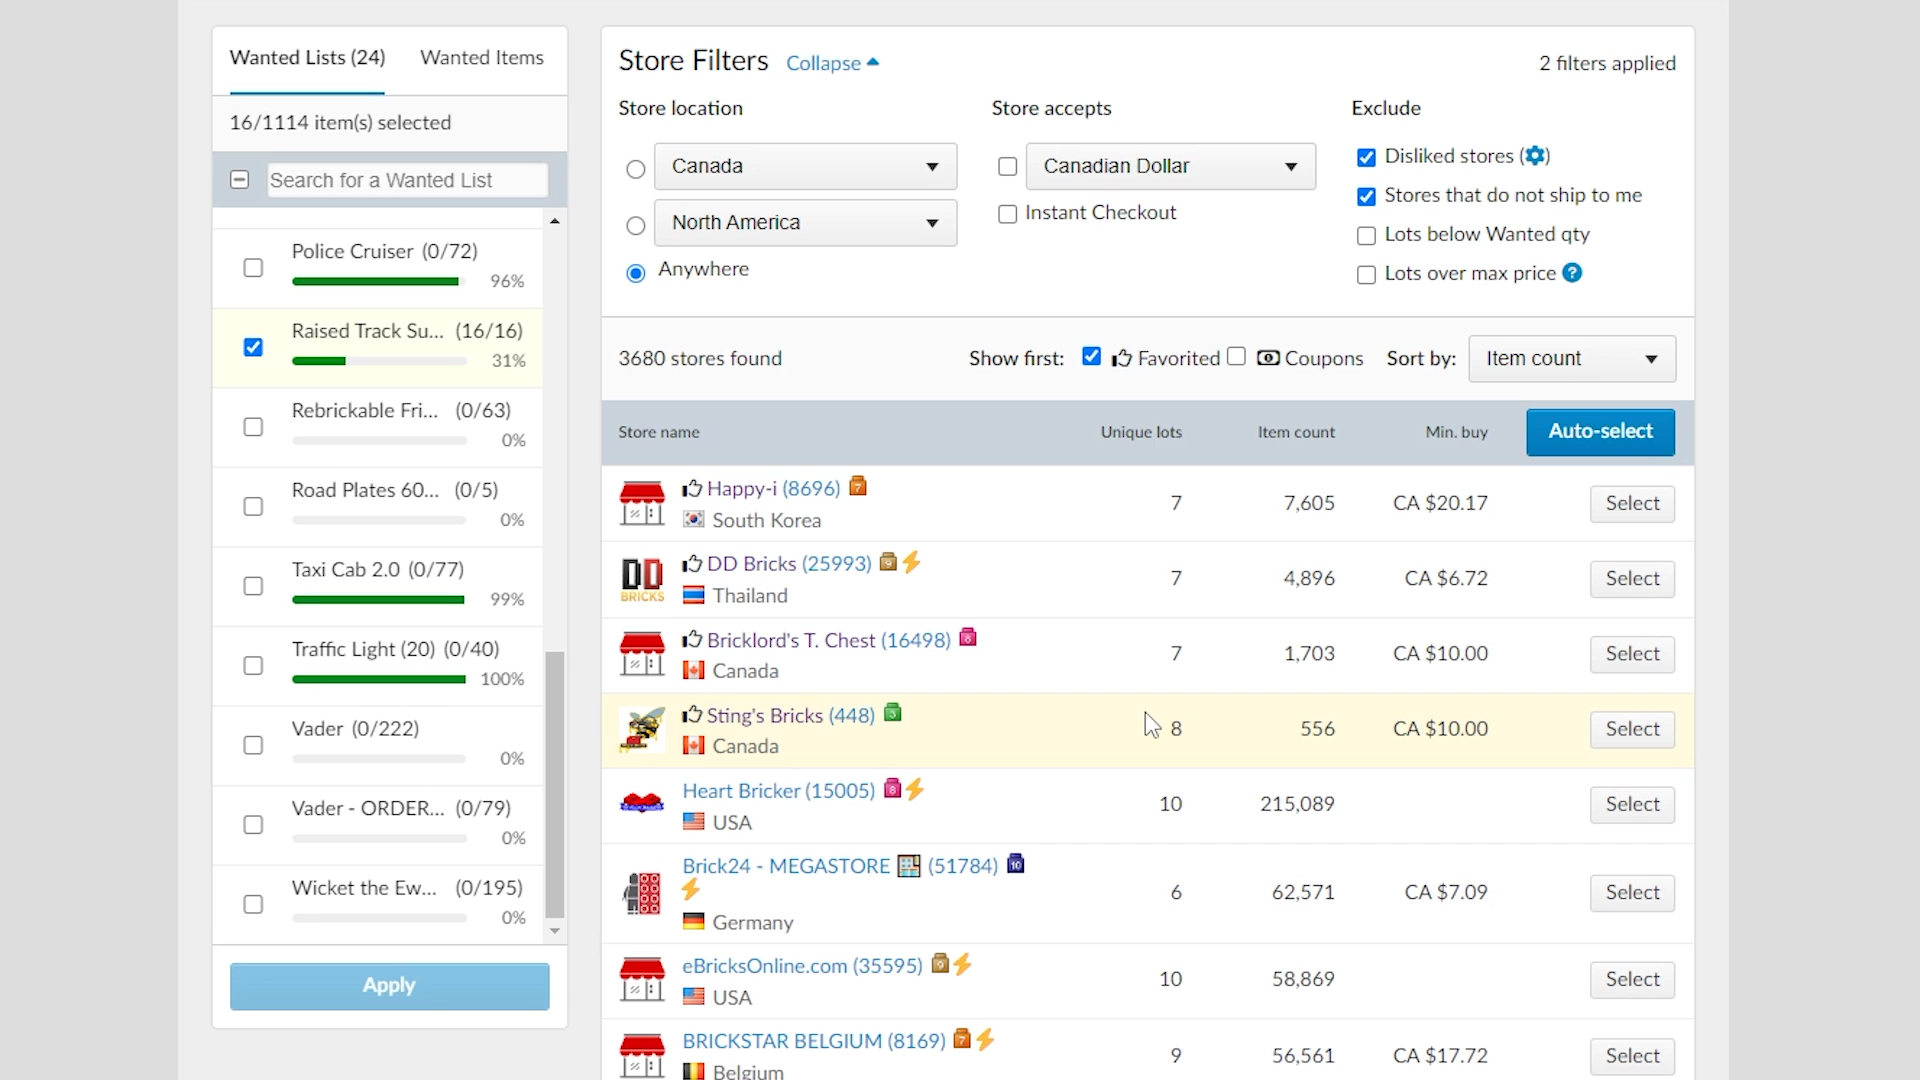 Wanted Lists (24)
Wanted Items
16/1114 item(s) selected
Search for a Wanted List
Police Cruiser (0/72)
96%
Raised Track Su... (16/16)
31%
Rebrickable Fri... (0/63)
0%
Road Plates 60... (0/5)
0%
Taxi Cab 2.0 (0/77)
99%
Traffic Light (20) (0/40)
100%
Vader (0/222)
0%
Vader - ORDER... (0/79)
0%
Wicket the Ew... (0/195)
0%
Apply
Store Filters Collapse
2 filters applied
Store location
Canada
North America
Anywhere
Store accepts
Canadian Dollar
Instant Checkout
Exclude
Disliked stores ( )
Stores that do not ship to me
Lots below Wanted qty
Lots over max price ?
3680 stores found
Show first: Favorited Coupons Sort by: Item count
Store name Unique lots Item count Min. buy Auto-select
Happy-i (8696) 7
South Korea
7 7,605 CA $20.17 Select
DD Bricks (25993) 9
Thailand
DD
BRICKS
7 4,896 CA $6.72 Select
Bricklord's T. Chest (16498) 8
Canada
7 1,703 CA $10.00 Select
Sting's Bricks (448) 3
Canada
8 556 CA $10.00 Select
Heart Bricker (15005) 8
USA
10 215,089 Select
Brick24 - MEGASTORE (51784) 10
Germany
6 62,571 CA $7.09 Select
eBricksOnline.com (35595) 9
USA
10 58,869 Select
BRICKSTAR BELGIUM (8169) 7
Belgium
9 56,561 CA $17.72 Select